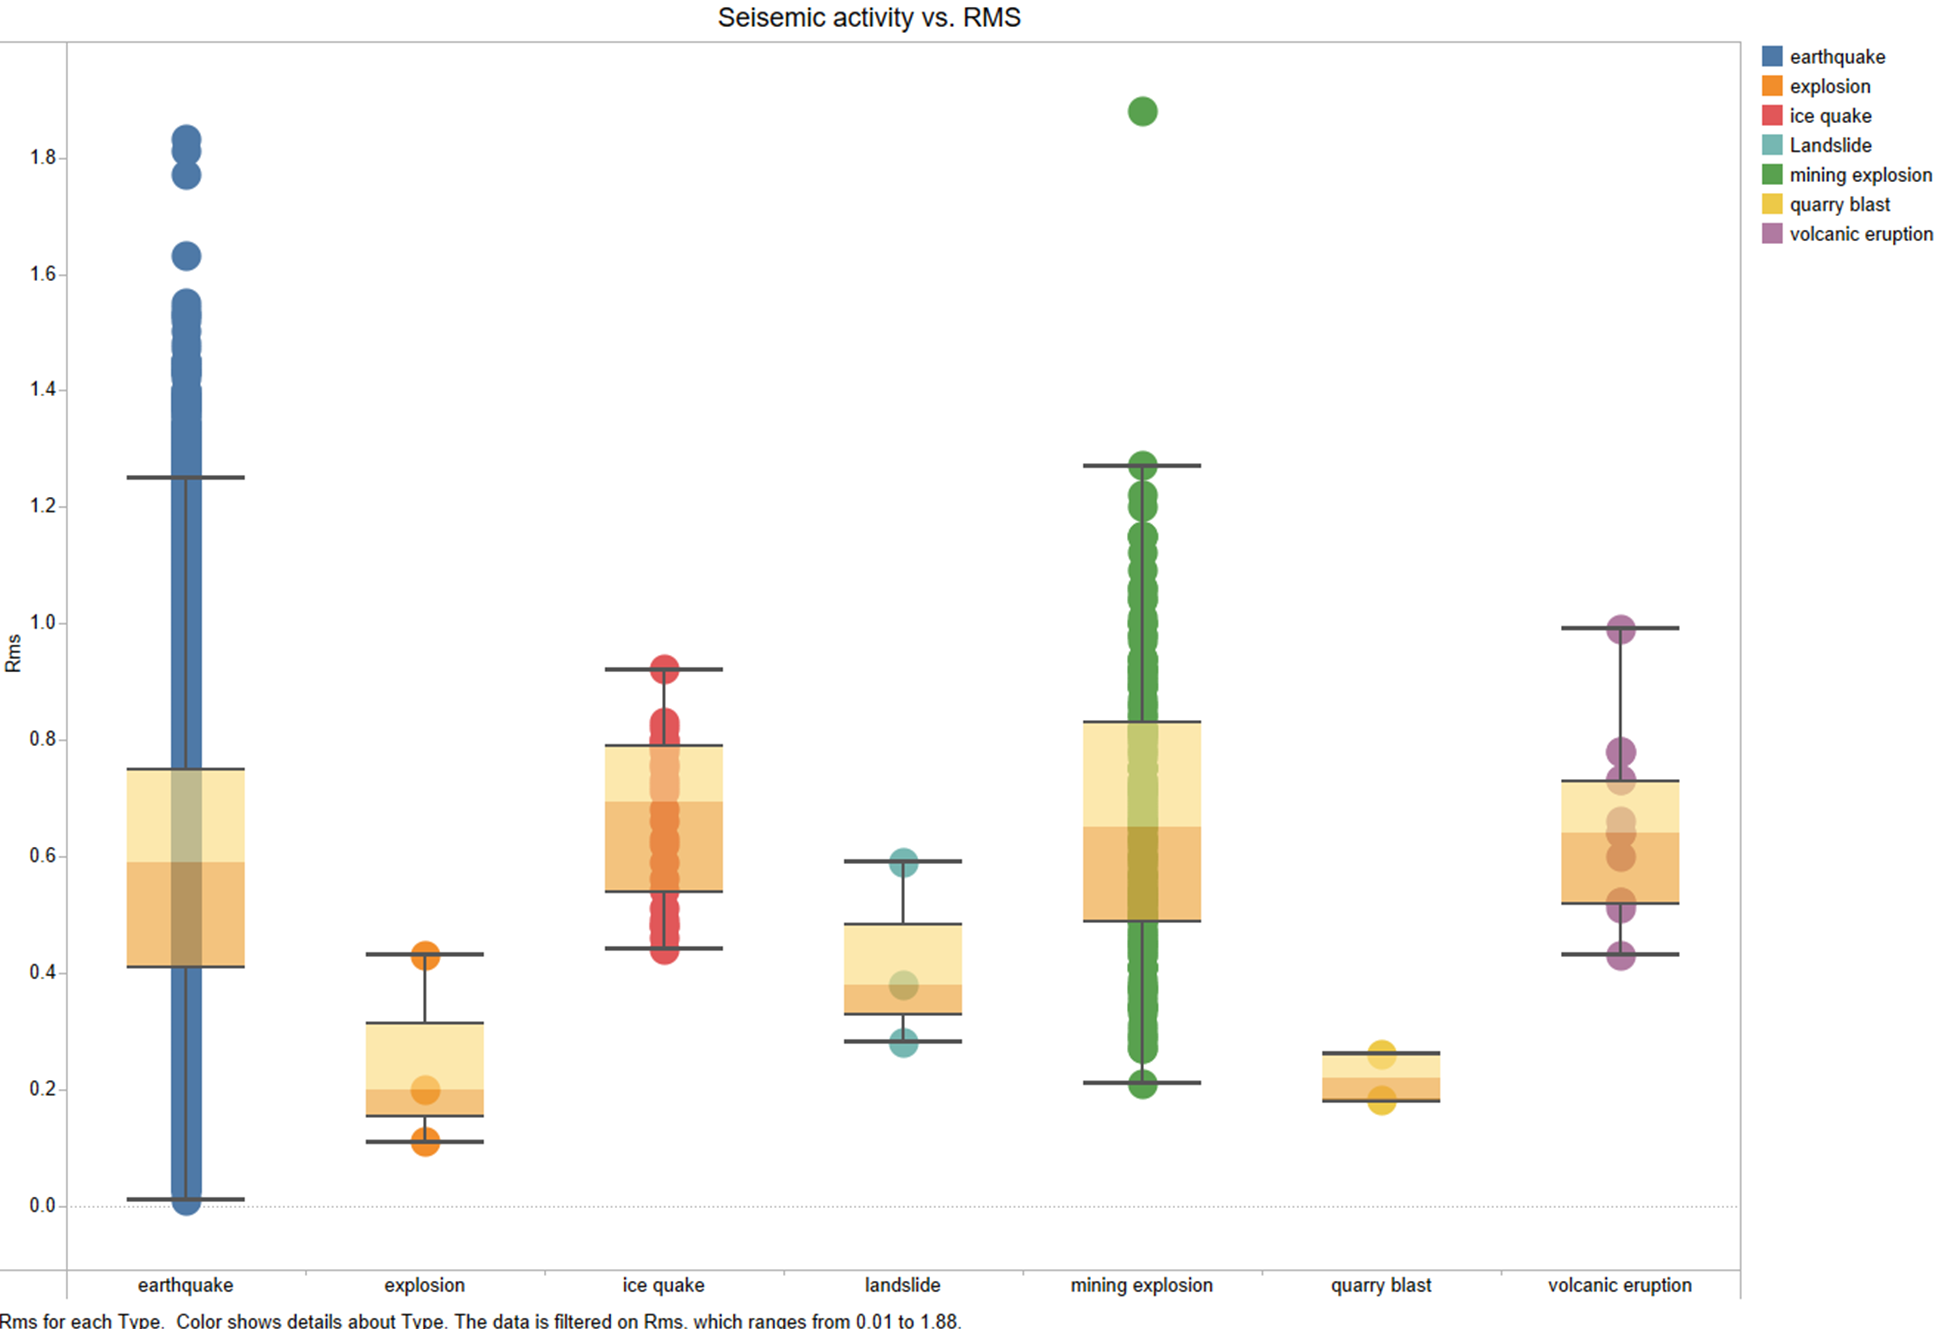 Seisemic activity vs. RMS
earthquake
explosion
ice quake
Landslide
mining explosion
quarry blast
volcanic eruption
1.8
1.6
1.4
1.2
1.0
0.8
0.6
0.4
0.2
0.0
Rms
earthquake
explosion
ice quake
landslide
mining explosion
quarry blast
volcanic eruption
Rms for each Type.  Color shows details about Type. The data is filtered on Rms, which ranges from 0.01 to 1.88.